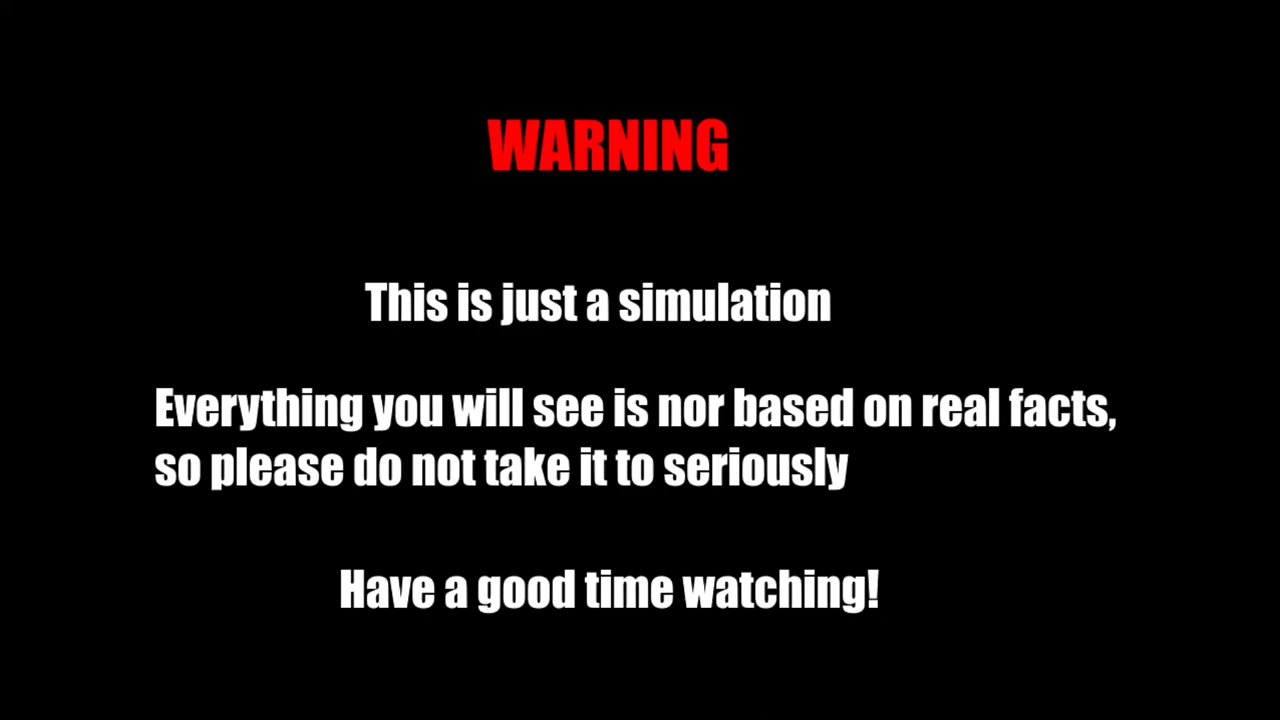 WARNING
This is just a simulation
Everything you will see is nor based on real facts,
so please do not take it to seriously
Have a good time watching!